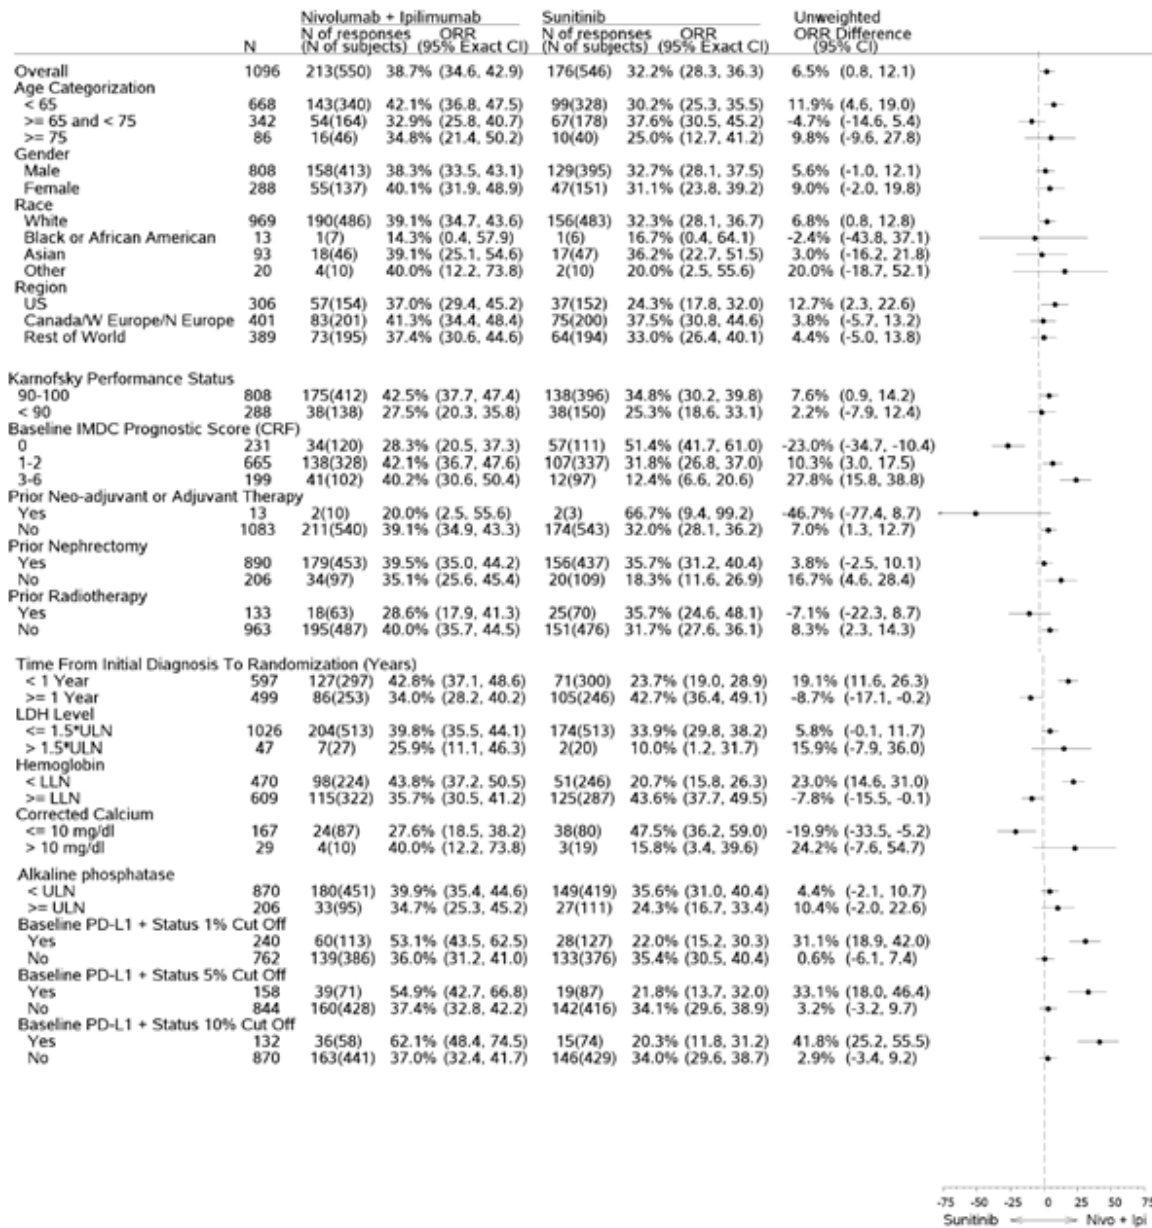 Nivolumab + Ipilimumab Sunitinib Unweighted
N of responses ORR N of responses ORR ORR Difference
N (N of subjects) (95% Exact CI) (N of subjects) (95% Exact CI) (95% CI)
Overall 1096 213(550) 38.7% (34.6, 42.9) 176(546) 32.2% (28.3, 36.3) 6.5% (0.8, 12.1)
Age Categorization
< 65 668 143(340) 42.1% (36.8, 47.5) 99(328) 30.2% (25.3, 35.5) 11.9% (4.6, 19.0)
>= 65 and < 75 342 54(164) 32.9% (25.8, 40.7) 67(178) 37.6% (30.5, 45.2) -4.7% (-14.6, 5.4)
>= 75 86 16(46) 34.8% (21.4, 50.2) 10(40) 25.0% (12.7, 41.2) 9.8% (-9.6, 27.8)
Gender
Male 808 158(413) 38.3% (33.5, 43.1) 129(395) 32.7% (28.1, 37.5) 5.6% (-1.0, 12.1)
Female 288 55(137) 40.1% (31.9, 48.9) 47(151) 31.1% (23.8, 39.2) 9.0% (-2.0, 19.8)
Race
White 969 190(486) 39.1% (34.7, 43.6) 156(483) 32.3% (28.1, 36.7) 6.8% (0.8, 12.8)
Black or African American 13 1(7) 14.3% (0.4, 57.9) 1(6) 16.7% (0.4, 64.1) -2.4% (-43.8, 37.1)
Asian 93 18(46) 39.1% (25.1, 54.6) 17(47) 36.2% (22.7, 51.5) 3.0% (-16.2, 21.8)
Other 20 4(10) 40.0% (12.2, 73.8) 2(10) 20.0% (2.5, 55.6) 20.0% (-18.7, 52.1)
Region
US 306 57(154) 37.0% (29.4, 45.2) 37(152) 24.3% (17.8, 32.0) 12.7% (2.3, 22.6)
Canada/W Europe/N Europe 401 83(201) 41.3% (34.4, 48.4) 75(200) 37.5% (30.8, 44.6) 3.8% (-5.7, 13.2)
Rest of World 389 73(195) 37.4% (30.6, 44.6) 64(194) 33.0% (26.4, 40.1) 4.4% (-5.0, 13.8)
Karnofsky Performance Status
90-100 808 175(412) 42.5% (37.7, 47.4) 138(396) 34.8% (30.2, 39.8) 7.6% (0.9, 14.2)
< 90 288 38(138) 27.5% (20.3, 35.8) 38(150) 25.3% (18.6, 33.1) 2.2% (-7.9, 12.4)
Baseline IMDC Prognostic Score (CRF)
0 231 34(120) 28.3% (20.5, 37.3) 57(111) 51.4% (41.7, 61.0) -23.0% (-34.7, -10.4)
1-2 665 138(328) 42.1% (36.7, 47.6) 107(337) 31.8% (26.8, 37.0) 10.3% (3.0, 17.5)
3-6 199 41(102) 40.2% (30.6, 50.4) 12(97) 12.4% (6.6, 20.6) 27.8% (15.8, 38.8)
Prior Neo-adjuvant or Adjuvant Therapy
Yes 13 2(10) 20.0% (2.5, 55.6) 2(3) 66.7% (9.4, 99.2) -46.7% (-77.4, 8.7)
No 1083 211(540) 39.1% (34.9, 43.3) 174(543) 32.0% (28.1, 36.2) 7.0% (1.3, 12.7)
Prior Nephrectomy
Yes 890 179(453) 39.5% (35.0, 44.2) 156(437) 35.7% (31.2, 40.4) 3.8% (-2.5, 10.1)
No 206 34(97) 35.1% (25.6, 45.4) 20(109) 18.3% (11.6, 26.9) 16.7% (4.6, 28.4)
Prior Radiotherapy
Yes 133 18(63) 28.6% (17.9, 41.3) 25(70) 35.7% (24.6, 48.1) -7.1% (-22.3, 8.7)
No 963 195(487) 40.0% (35.7, 44.5) 151(476) 31.7% (27.6, 36.1) 8.3% (2.3, 14.3)
Time From Initial Diagnosis To Randomization (Years)
< 1 Year 597 127(297) 42.8% (37.1, 48.6) 71(300) 23.7% (19.0, 28.9) 19.1% (11.6, 26.3)
>= 1 Year 499 86(253) 34.0% (28.2, 40.2) 105(246) 42.7% (36.4, 49.1) -8.7% (-17.1, -0.2)
LDH Level
<= 1.5*ULN 1026 204(513) 39.8% (35.5, 44.1) 174(513) 33.9% (29.8, 38.2) 5.8% (-0.1, 11.7)
> 1.5*ULN 47 7(27) 25.9% (11.1, 46.3) 2(20) 10.0% (1.2, 31.7) 15.9% (-7.9, 36.0)
Hemoglobin
< LLN 470 98(224) 43.8% (37.2, 50.5) 51(246) 20.7% (15.8, 26.3) 23.0% (14.6, 31.0)
>= LLN 609 115(322) 35.7% (30.5, 41.2) 125(287) 43.6% (37.7, 49.5) -7.8% (-15.5, -0.1)
Corrected Calcium
<= 10 mg/dl 167 24(87) 27.6% (18.5, 38.2) 38(80) 47.5% (36.2, 59.0) -19.9% (-33.5, -5.2)
> 10 mg/dl 29 4(10) 40.0% (12.2, 73.8) 3(19) 15.8% (3.4, 39.6) 24.2% (-7.6, 54.7)
Alkaline phosphatase
< ULN 870 180(451) 39.9% (35.4, 44.6) 149(419) 35.6% (31.0, 40.4) 4.4% (-2.1, 10.7)
>= ULN 206 33(95) 34.7% (25.3, 45.2) 27(111) 24.3% (16.7, 33.4) 10.4% (-2.0, 22.6)
Baseline PD-L1 + Status 1% Cut Off
Yes 240 60(113) 53.1% (43.5, 62.5) 28(127) 22.0% (15.2, 30.3) 31.1% (18.9, 42.0)
No 762 139(386) 36.0% (31.2, 41.0) 133(376) 35.4% (30.5, 40.4) 0.6% (-6.1, 7.4)
Baseline PD-L1 + Status 5% Cut Off
Yes 158 39(71) 54.9% (42.7, 66.8) 19(87) 21.8% (13.7, 32.0) 33.1% (18.0, 46.4)
No 844 160(428) 37.4% (32.8, 42.2) 142(416) 34.1% (29.6, 38.9) 3.2% (-3.2, 9.7)
Baseline PD-L1 + Status 10% Cut Off
Yes 132 36(58) 62.1% (48.4, 74.5) 15(74) 20.3% (11.8, 31.2) 41.8% (25.2, 55.5)
No 870 163(441) 37.0% (32.4, 41.7) 146(429) 34.0% (29.6, 38.7) 2.9% (-3.4, 9.2)
-75 -50 -25 0 25 50 75
Sunitinib Nivo + Ipi